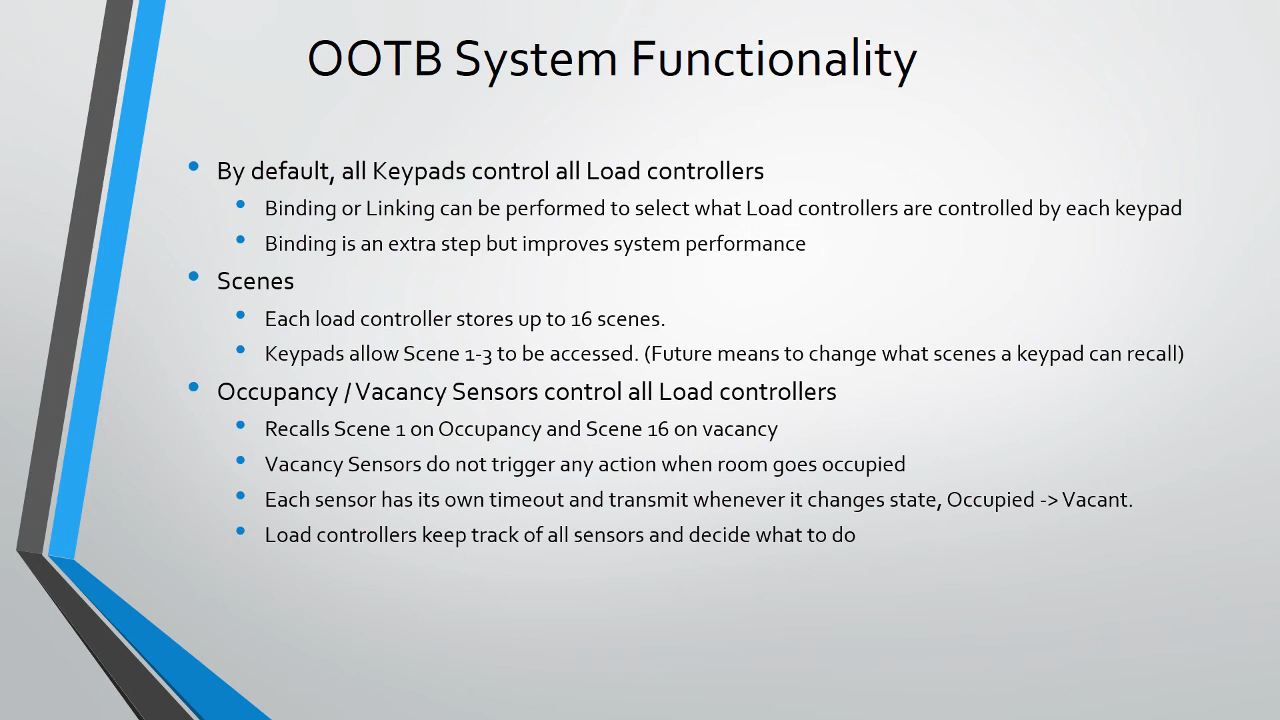 OOTB System Functionality
• By default, all Keypads control all Load controllers
• Binding or Linking can be performed to select what Load controllers are controlled by each keypad
• Binding is an extra step but improves system performance
• Scenes
• Each load controller stores up to 16 scenes.
• Keypads allow Scene 1-3 to be accessed. (Future means to change what scenes a keypad can recall)
• Occupancy / Vacancy Sensors control all Load controllers
• Recalls Scene 1 on Occupancy and Scene 16 on vacancy
• Vacancy Sensors do not trigger any action when room goes occupied
• Each sensor has its own timeout and transmit whenever it changes state, Occupied -> Vacant.
• Load controllers keep track of all sensors and decide what to do